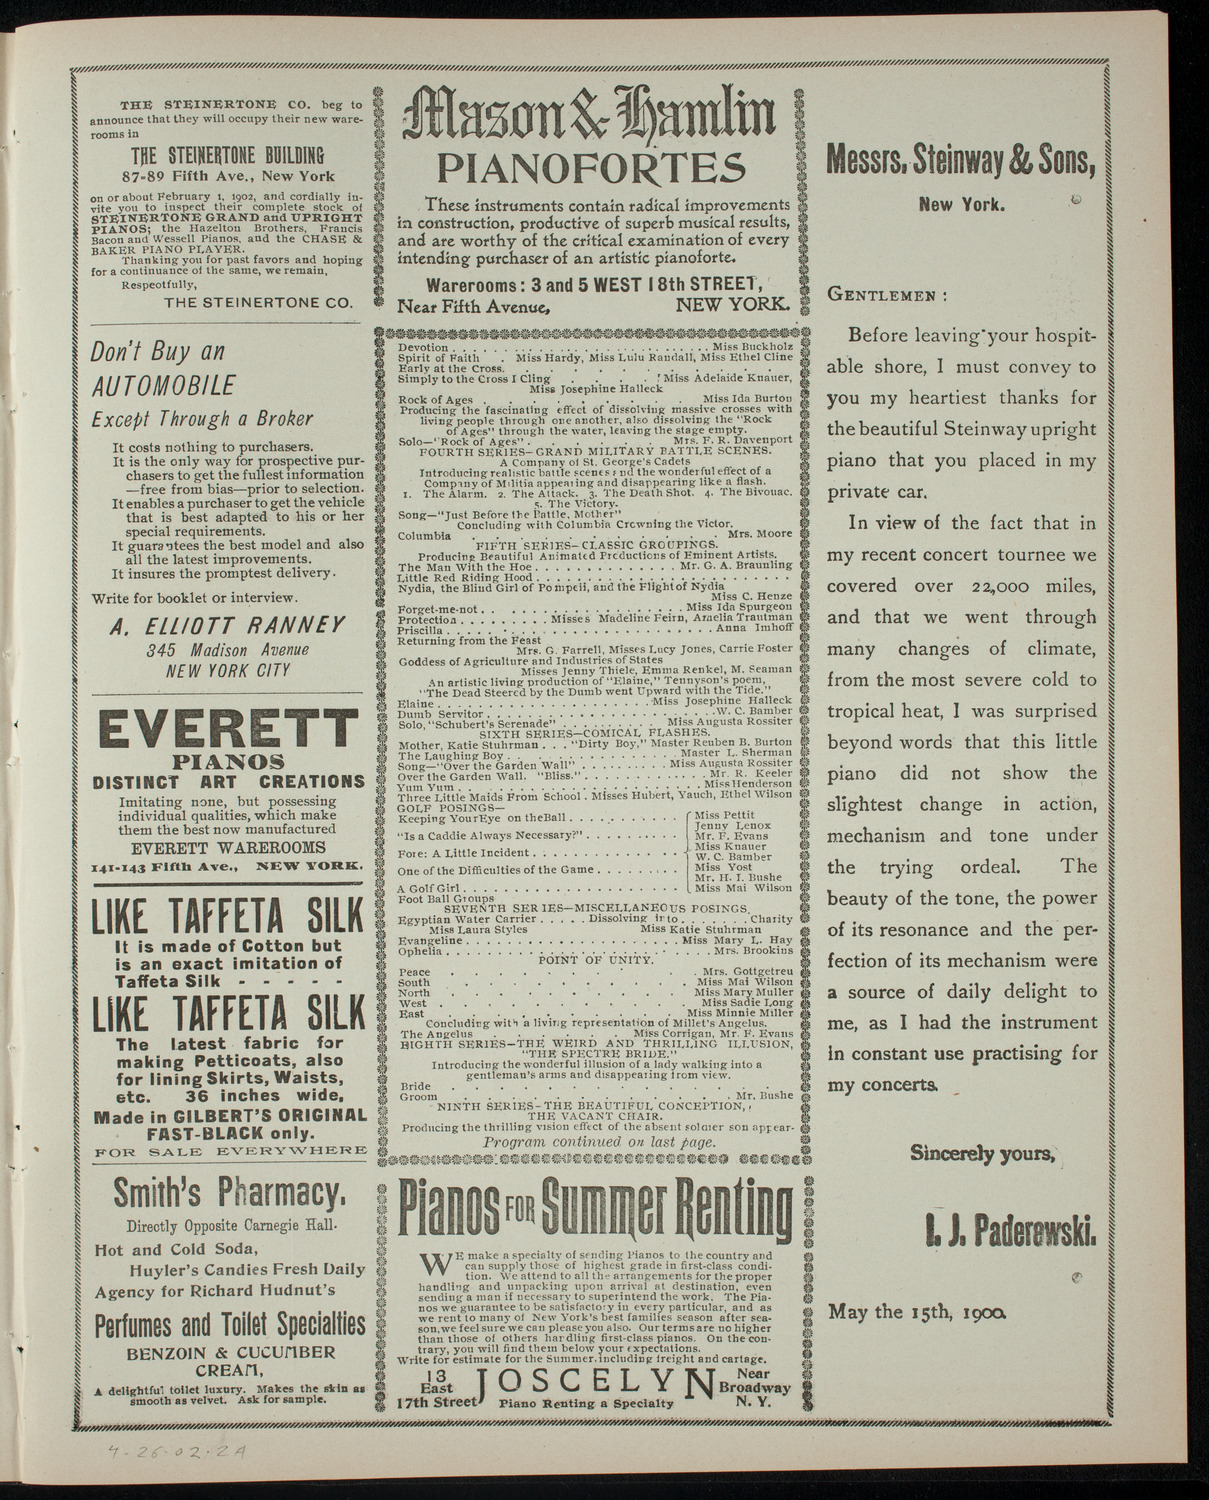 THE STEINERTONE CO. beg to
announce that they will occupy their new ware-
rooms in
THE STEINERTONE BUILDING
87-89 Fifth Ave., New York
on or about February 1, 1902, and cordially in-
vite you to inspect their complete stock of
STEINERTONE GRAND and UPRIGHT
PIANOS; the Hazelton Brothers, Francis
Bacon and Wessell Pianos, and the CHASE &
BAKER PIANO PLAYER.
Thanking you for past favors and hoping
for a continuance of the same, we remain,
Respectfully,
THE STEINERTONE CO.
Don't Buy an
AUTOMOBILE
Except Through a Broker
It costs nothing to purchasers.
It is the only way for prospective pur-
chasers to get the fullest information
—free from bias—prior to selection.
It enables a purchaser to get the vehicle
that is best adapted to his or her
special requirements.
It guarantees the best model and also
all the latest improvements.
It insures the promptest delivery.
Write for booklet or interview.
A. ELLIOTT RANNEY
345 Madison Avenue
NEW YORK CITY
EVERETT
PIANOS
DISTINCT ART CREATIONS
Imitating none, but possessing
individual qualities, which make
them the best now manufactured
EVERETT WAREROOMS
141-143 Fifth Ave., NEW YORK.
LIKE TAFFETA SILK
It is made of Cotton but
is an exact imitation of
Taffeta Silk - - - - -
LIKE TAFFETA SILK
The latest fabric for
making Petticoats, also
for lining Skirts, Waists,
etc. 36 inches wide,
Made in GILBERT'S ORIGINAL
FAST-BLACK only.
FOR SALE EVERYWHERE
Smith's Pharmacy,
Directly Opposite Carnegie Hall.
Hot and Cold Soda,
Huyler's Candies Fresh Daily
Agency for Richard Hudnut's
Perfumes and Toilet Specialties
BENZOIN & CUCUMBER
CREAM,
A delightful toilet luxury. Makes the skin as
smooth as velvet. Ask for sample.
Mason & Hamlin
PIANOFORTES
These instruments contain radical improvements
in construction, productive of superb musical results,
and are worthy of the critical examination of every
intending purchaser of an artistic pianoforte.
Warerooms: 3 and 5 WEST 18th STREET,
Near Fifth Avenue, NEW YORK.
Devotion . . . . . . . . Miss Buckholz
Spirit of Faith . Miss Hardy, Miss Lulu Randall, Miss Ethel Cline
Early at the Cross. . . . . . . . .
Simply to the Cross I Cling . . . . Miss Adelaide Knauer,
Miss Josephine Halleck
Rock of Ages . . . . . . . . Miss Ida Burton
Producing the fascinating effect of dissolving massive crosses with
living people through one another, also dissolving the "Rock
of Ages" through the water, leaving the stage empty.
Solo—"Rock of Ages" . . . . . . Mrs. F. R. Davenport
FOURTH SERIES—GRAND MILITARY BATTLE SCENES.
A Company of St. George's Cadets
Introducing realistic battle scenes and the wonderful effect of a
Company of Militia appearing and disappearing like a flash.
1. The Alarm. 2. The Attack. 3. The Death Shot. 4. The Bivouac.
5. The Victory.
Song—"Just Before the Battle, Mother"
Concluding with Columbia Crowning the Victor.
Columbia . . . . . . . . Mrs. Moore
FIFTH SERIES—CLASSIC GROUPINGS.
Producing Beautiful Animated Productions of Eminent Artists.
The Man With the Hoe . . . . . . . Mr. G. A. Braunling
Little Red Riding Hood . . . . . . . .
Nydia, the Blind Girl of Pompeii, and the Flight of Nydia
Miss C. Henze
Forget-me-not . . . . . . . . Miss Ida Spurgeon
Protection . . . . . . Misses Madeline Feirn, Amelia Trautman
Priscilla . . . . . . . . Anna Imhoff
Returning from the Feast
Mrs. G. Farrell, Misses Lucy Jones, Carrie Foster
Goddess of Agriculture and Industries of States
Misses Jenny Thiele, Emma Renkel, M. Seaman
An artistic living production of "Elaine," Tennyson's poem,
"The Dead Steered by the Dumb went Upward with the Tide."
Elaine . . . . . . . . Miss Josephine Halleck
Dumb Servitor . . . . . . . . W. C. Bamber
Solo, "Schubert's Serenade" . . . . . . Miss Augusta Rossiter
SIXTH SERIES—COMICAL FLASHES.
Mother, Katie Stuhrman . . . "Dirty Boy," Master Reuben B. Burton
The Laughing Boy . . . . . . . . Master L. Sherman
Song—"Over the Garden Wall" . . . . . . Miss Augusta Rossiter
Over the Garden Wall. "Bliss." . . . . . . Mr. R. Keeler
Yum Yum . . . . . . . . Miss Henderson
Three Little Maids From School . Misses Hubert, Yauch, Ethel Wilson
GOLF POSINGS—
Keeping Your Eye on the Ball . . . . . . Miss Pettit
Jenny Lenox
"Is a Caddie Always Necessary?" . . . . . . Mr. F. Evans
Miss Knauer
Fore: A Little Incident . . . . . . W. C. Bamber
Miss Yost
One of the Difficulties of the Game . . . . . . Mr. H. I. Bushe
A Golf Girl . . . . . . . . Miss Mai Wilson
Foot Ball Groups
SEVENTH SERIES—MISCELLANEOUS POSINGS.
Egyptian Water Carrier . . . . . Dissolving into . . . . . . Charity
Miss Laura Styles Miss Katie Stuhrman
Evangeline . . . . . . . . Miss Mary L. Hay
Ophelia . . . . . . . . Mrs. Brookins
POINT OF UNITY.
Peace . . . . . . . . Mrs. Gottgetreu
South . . . . . . . . Miss Mai Wilson
North . . . . . . . . Miss Mary Muller
West . . . . . . . . Miss Sadie Long
East . . . . . . . . Miss Minnie Miller
Concluding with a living representation of Millet's Angelus.
The Angelus . . . . . . Miss Corrigan, Mr. F. Evans
EIGHTH SERIES—THE WEIRD AND THRILLING ILLUSION,
"THE SPECTRE BRIDE."
Introducing the wonderful illusion of a lady walking into a
gentleman's arms and disappearing from view.
Bride . . . . . . . .
Groom . . . . . . . . Mr. Bushe
NINTH SERIES—THE BEAUTIFUL CONCEPTION,
THE VACANT CHAIR.
Producing the thrilling vision effect of the absent soldier son appear-
Program continued on last page.
Pianos FOR Summer Renting
WE make a specialty of sending Pianos to the country and
can supply those of highest grade in first-class condi-
tion. We attend to all the arrangements for the proper
handling and unpacking upon arrival at destination, even
sending a man if necessary to superintend the work. The Pia-
nos we guarantee to be satisfactory in every particular, and as
we rent to many of New York's best families season after sea-
son, we feel sure we can please you also. Our terms are no higher
than those of others handling first-class pianos. On the con-
trary, you will find them below your expectations.
Write for estimate for the Summer, including freight and cartage.
13 East 17th Street JOSCELYN Near Broadway N. Y.
Piano Renting a Specialty
Messrs. Steinway & Sons,
New York.
GENTLEMEN:
Before leaving your hospit-
able shore, I must convey to
you my heartiest thanks for
the beautiful Steinway upright
piano that you placed in my
private car.
In view of the fact that in
my recent concert tournee we
covered over 22,000 miles,
and that we went through
many changes of climate,
from the most severe cold to
tropical heat, I was surprised
beyond words that this little
piano did not show the
slightest change in action,
mechanism and tone under
the trying ordeal. The
beauty of the tone, the power
of its resonance and the per-
fection of its mechanism were
a source of daily delight to
me, as I had the instrument
in constant use practising for
my concerts.
Sincerely yours,
I. J. Paderewski.
May the 15th, 1900.
4-26-02-2A